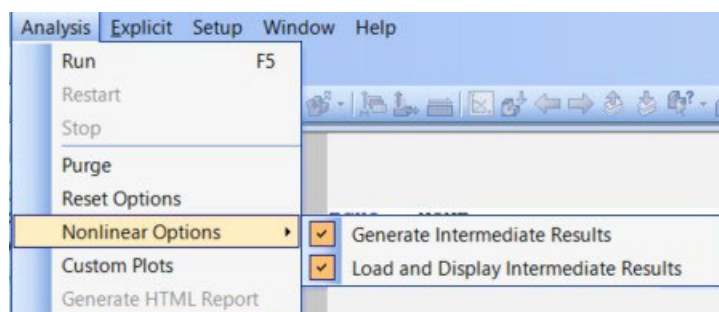 Analysis Explicit Setup Window Help
Run F5
Restart
Stop
Purge
Reset Options
Nonlinear Options
Generate Intermediate Results
Custom Plots
Load and Display Intermediate Results
Generate HTML Report